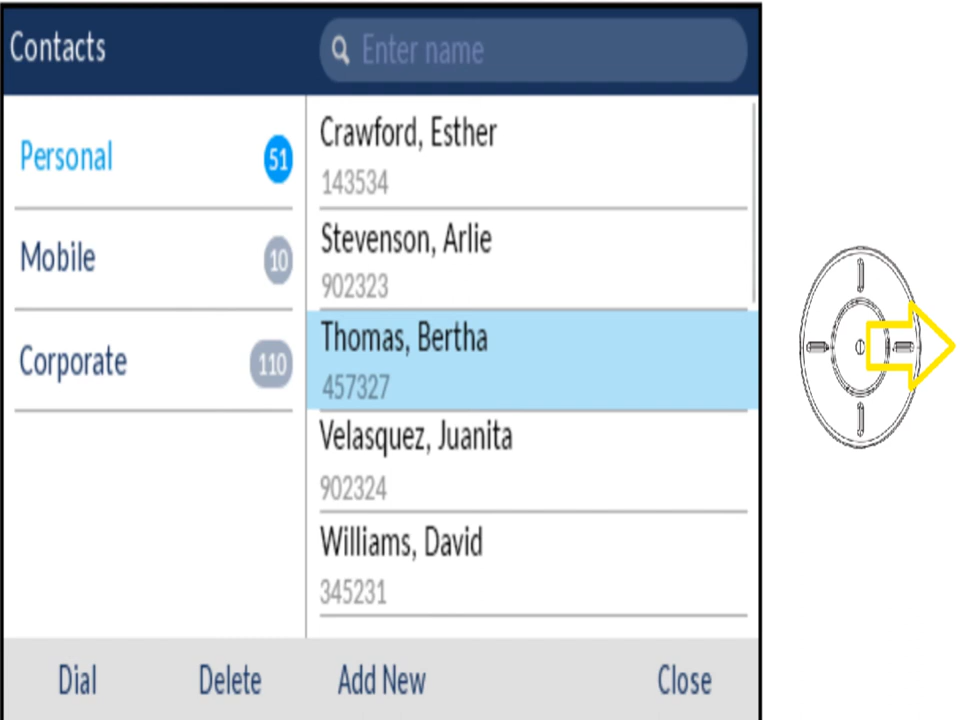 Contacts
Enter name
Personal 51
Mobile 10
Corporate 110
Crawford, Esther
143534
Stevenson, Arlie
902323
Thomas, Bertha
457327
Velasquez, Juanita
902324
Williams, David
345231
Dial Delete Add New Close